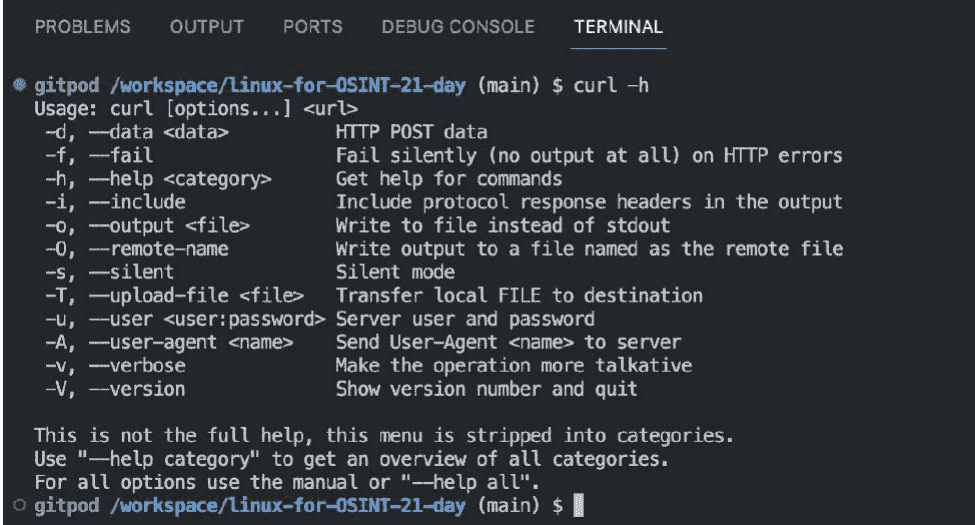 PROBLEMS OUTPUT PORTS DEBUG CONSOLE TERMINAL
gitpod /workspace/linux-for-OSINT-21-day (main) $ curl -h
Usage: curl [options...] <url>
-d, --data <data> HTTP POST data
-f, --fail Fail silently (no output at all) on HTTP errors
-h, --help <category> Get help for commands
-i, --include Include protocol response headers in the output
-o, --output <file> Write to file instead of stdout
-O, --remote-name Write output to a file named as the remote file
-s, --silent Silent mode
-T, --upload-file <file> Transfer local FILE to destination
-u, --user <user:password> Server user and password
-A, --user-agent <name> Send User-Agent <name> to server
-v, --verbose Make the operation more talkative
-V, --version Show version number and quit
This is not the full help, this menu is stripped into categories.
Use "--help category" to get an overview of all categories.
For all options use the manual or "--help all".
gitpod /workspace/linux-for-OSINT-21-day (main) $